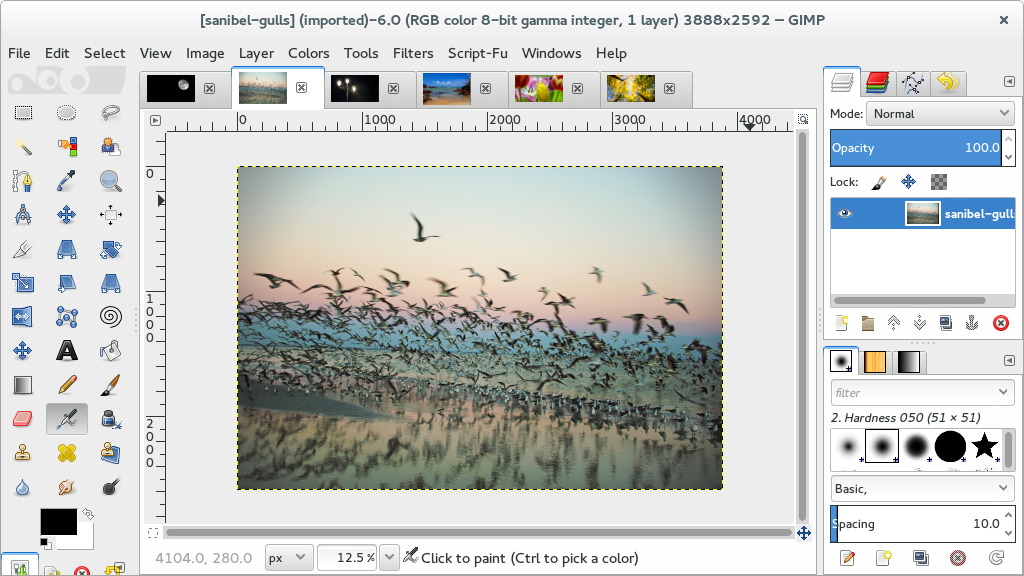 [sanibel-gulls] (imported)-6.0 (RGB color 8-bit gamma integer, 1 layer) 3888x2592 – GIMP
File Edit Select View Image Layer Colors Tools Filters Script-Fu Windows Help
0 1000 2000 3000 4000
0
1000
2000
Mode: Normal
Opacity 100.0
Lock:
sanibel-gull
filter
2. Hardness 050 (51 × 51)
Basic,
Spacing 10.0
4104.0, 280.0 px 12.5 % Click to paint (Ctrl to pick a color)